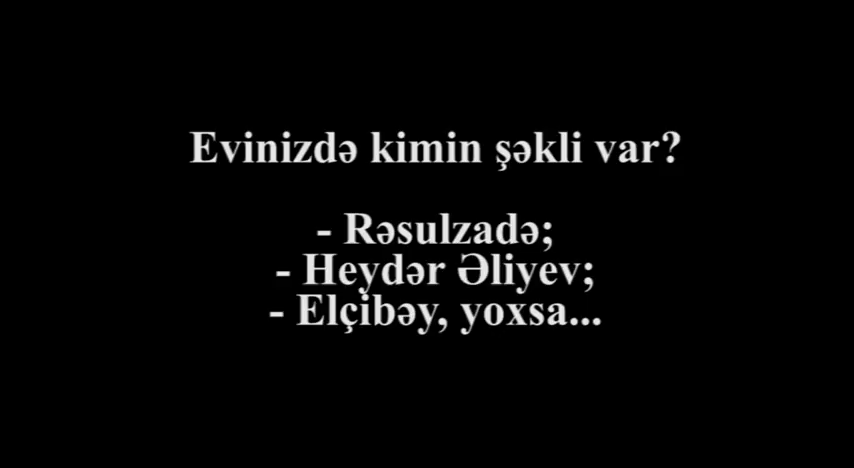 Evinizdə kimin şəkli var?
- Rəsulzadə;
- Heydər Əliyev;
- Elçibəy, yoxsa...